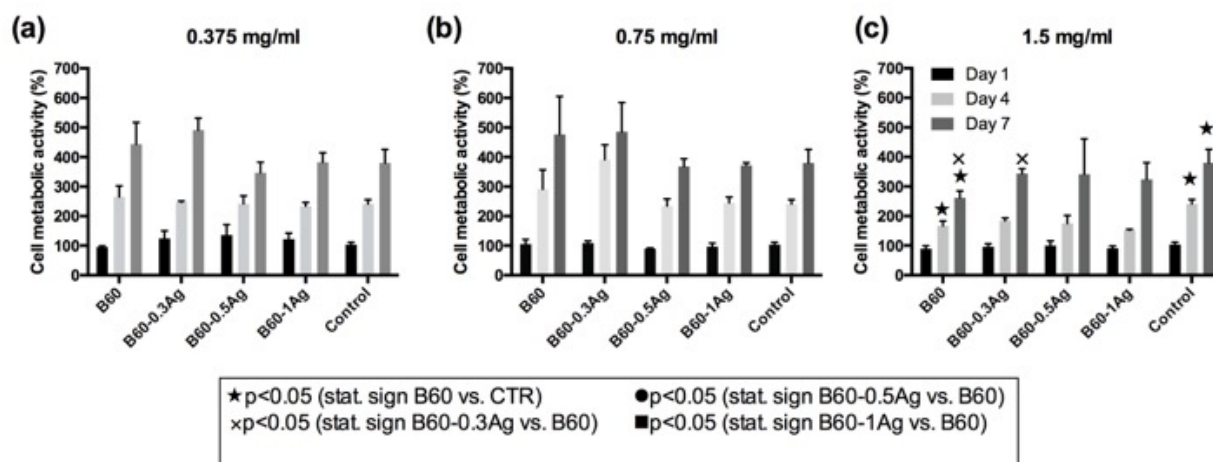 (a)
0.375 mg/ml
Cell metabolic activity (%)
700
600
500
400
300
200
100
0
B60
B60-0.3Ag
B60-0.5Ag
B60-1Ag
Control
(b)
0.75 mg/ml
Cell metabolic activity (%)
700
600
500
400
300
200
100
0
B60
B60-0.3Ag
B60-0.5Ag
B60-1Ag
Control
(c)
1.5 mg/ml
Cell metabolic activity (%)
700
600
500
400
300
200
100
0
Day 1
Day 4
Day 7
B60
B60-0.3Ag
B60-0.5Ag
B60-1Ag
Control
★p<0.05 (stat. sign B60 vs. CTR)
●p<0.05 (stat. sign B60-0.5Ag vs. B60)
×p<0.05 (stat. sign B60-0.3Ag vs. B60)
■p<0.05 (stat. sign B60-1Ag vs. B60)